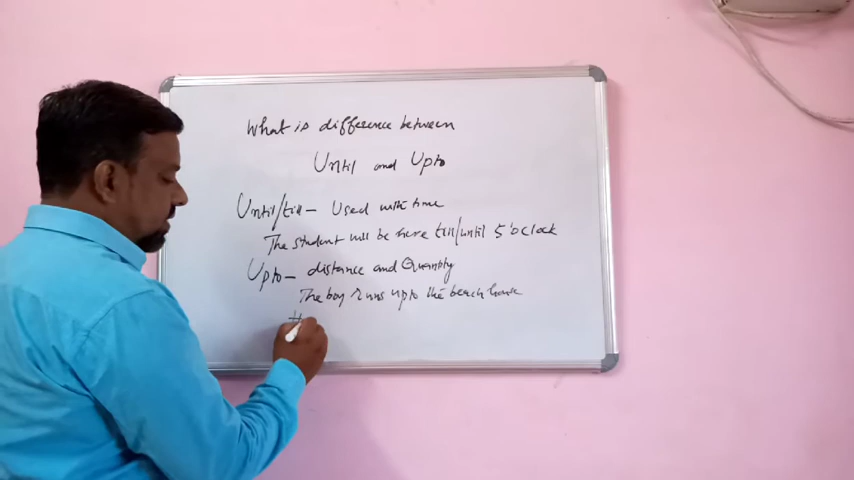 What is difference between
Until and Upto
Until/till – Used with time
The student will be here till/until 5'o clock
Upto – distance and Quantity
The boy runs upto the beach house
H